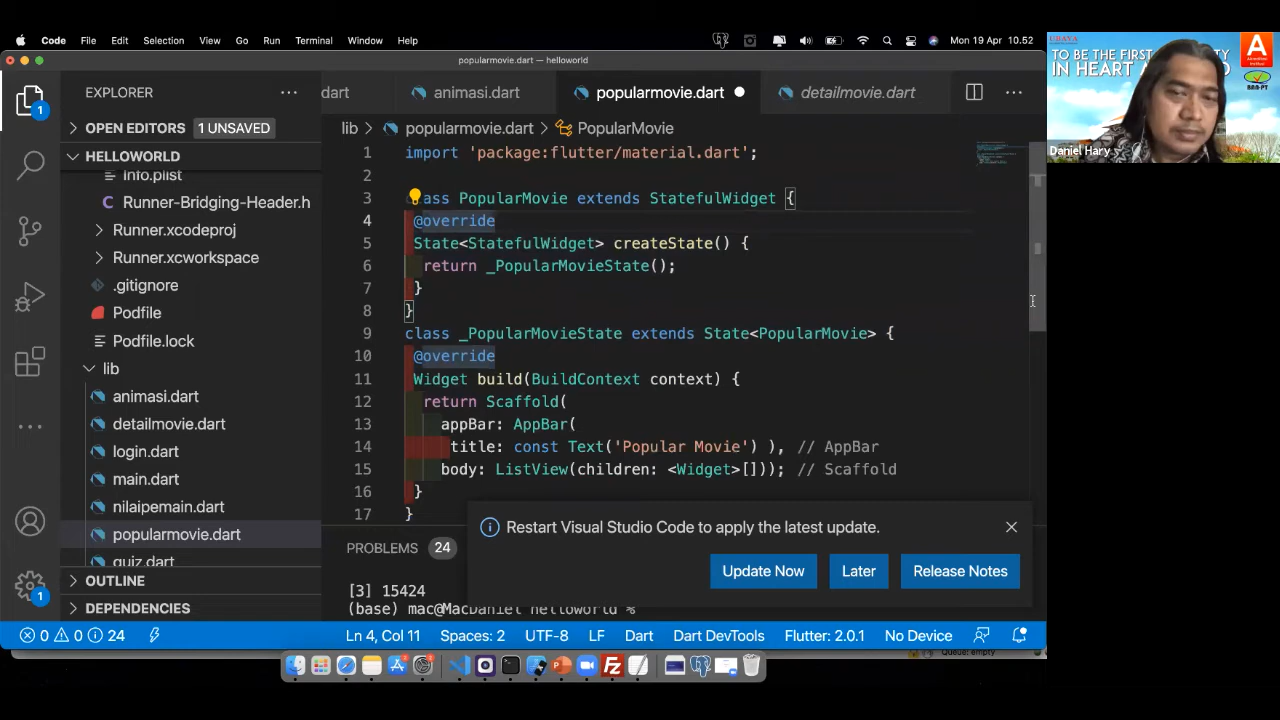 Code File Edit Selection View Go Run Terminal Window Help Mon 19 Apr 10.52
popularmovie.dart — helloworld
EXPLORER
OPEN EDITORS 1 UNSAVED
HELLOWORLD
Info.plist
Runner-Bridging-Header.h
Runner.xcodeproj
Runner.xcworkspace
.gitignore
Podfile
Podfile.lock
lib
animasi.dart
detailmovie.dart
login.dart
main.dart
nilaipemain.dart
popularmovie.dart
quiz.dart
OUTLINE
DEPENDENCIES
1
1
dart animasi.dart popularmovie.dart detailmovie.dart
lib > popularmovie.dart > PopularMovie
1 import 'package:flutter/material.dart';
2
3 ass PopularMovie extends StatefulWidget {
4 @override
5 State<StatefulWidget> createState() {
6 return _PopularMovieState();
7 }
8 }
9 class _PopularMovieState extends State<PopularMovie> {
10 @override
11 Widget build(BuildContext context) {
12 return Scaffold(
13 appBar: AppBar(
14 title: const Text('Popular Movie') ), // AppBar
15 body: ListView(children: <Widget>[])); // Scaffold
16 }
17 }
Restart Visual Studio Code to apply the latest update.
Update Now Later Release Notes
PROBLEMS 24
[3] 15424
(base) mac@MacDaniel helloworld %
0 0 24 Ln 4, Col 11 Spaces: 2 UTF-8 LF Dart Dart DevTools Flutter: 2.0.1 No Device
Queue: empty
UBAYA
TO BE THE FIRST
IN HEART A
A
BAN-PT
Daniel Hary